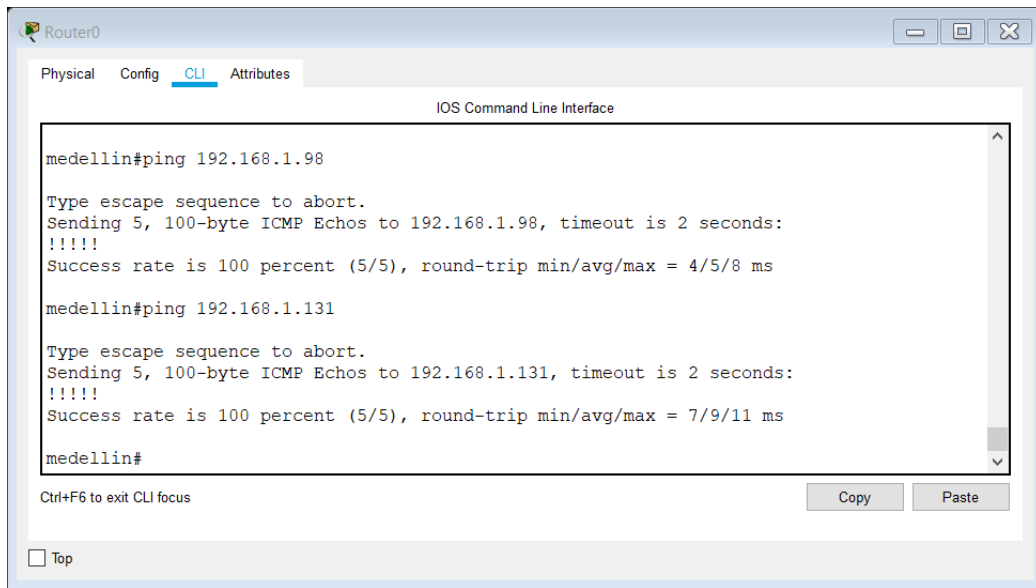 Router0
Physical Config CLI Attributes
IOS Command Line Interface
medellin#ping 192.168.1.98
Type escape sequence to abort.
Sending 5, 100-byte ICMP Echos to 192.168.1.98, timeout is 2 seconds:
!!!!!
Success rate is 100 percent (5/5), round-trip min/avg/max = 4/5/8 ms
medellin#ping 192.168.1.131
Type escape sequence to abort.
Sending 5, 100-byte ICMP Echos to 192.168.1.131, timeout is 2 seconds:
!!!!!
Success rate is 100 percent (5/5), round-trip min/avg/max = 7/9/11 ms
medellin#
Ctrl+F6 to exit CLI focus
Copy Paste
Top